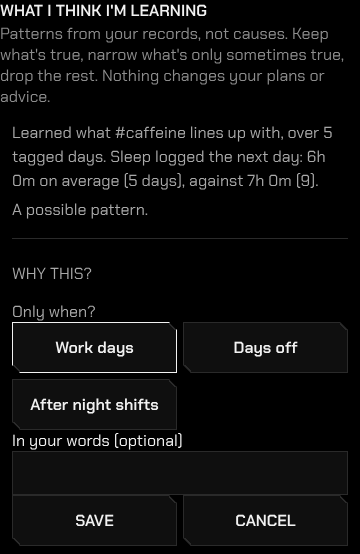 WHAT I THINK I'M LEARNING
Patterns from your records, not causes. Keep
what's true, narrow what's only sometimes true,
drop the rest. Nothing changes your plans or
advice.
Learned what #caffeine lines up with, over 5
tagged days. Sleep logged the next day: 6h
0m on average (5 days), against 7h 0m (9).
A possible pattern.
WHY THIS?
Only when?
Work days
Days off
After night shifts
In your words (optional)
SAVE
CANCEL